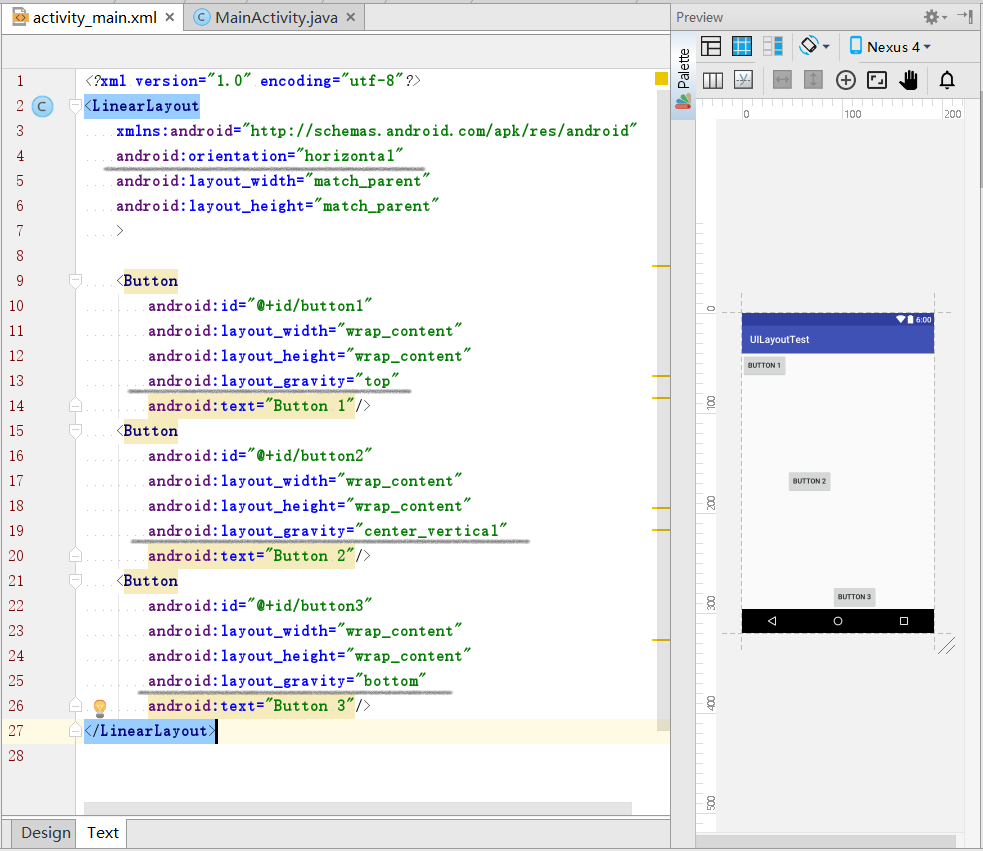 activity_main.xml
MainActivity.java
1 <?xml version="1.0" encoding="utf-8"?>
2 <LinearLayout
3 xmlns:android="http://schemas.android.com/apk/res/android"
4 android:orientation="horizontal"
5 android:layout_width="match_parent"
6 android:layout_height="match_parent"
7 >
8
9 <Button
10 android:id="@+id/button1"
11 android:layout_width="wrap_content"
12 android:layout_height="wrap_content"
13 android:layout_gravity="top"
14 android:text="Button 1"/>
15 <Button
16 android:id="@+id/button2"
17 android:layout_width="wrap_content"
18 android:layout_height="wrap_content"
19 android:layout_gravity="center_vertical"
20 android:text="Button 2"/>
21 <Button
22 android:id="@+id/button3"
23 android:layout_width="wrap_content"
24 android:layout_height="wrap_content"
25 android:layout_gravity="bottom"
26 android:text="Button 3"/>
27 </LinearLayout>
28
Design
Text
Preview
Palette
Nexus 4
0 100 200
0
100
200
300
400
500
6:00
UILayoutTest
BUTTON 1
BUTTON 2
BUTTON 3